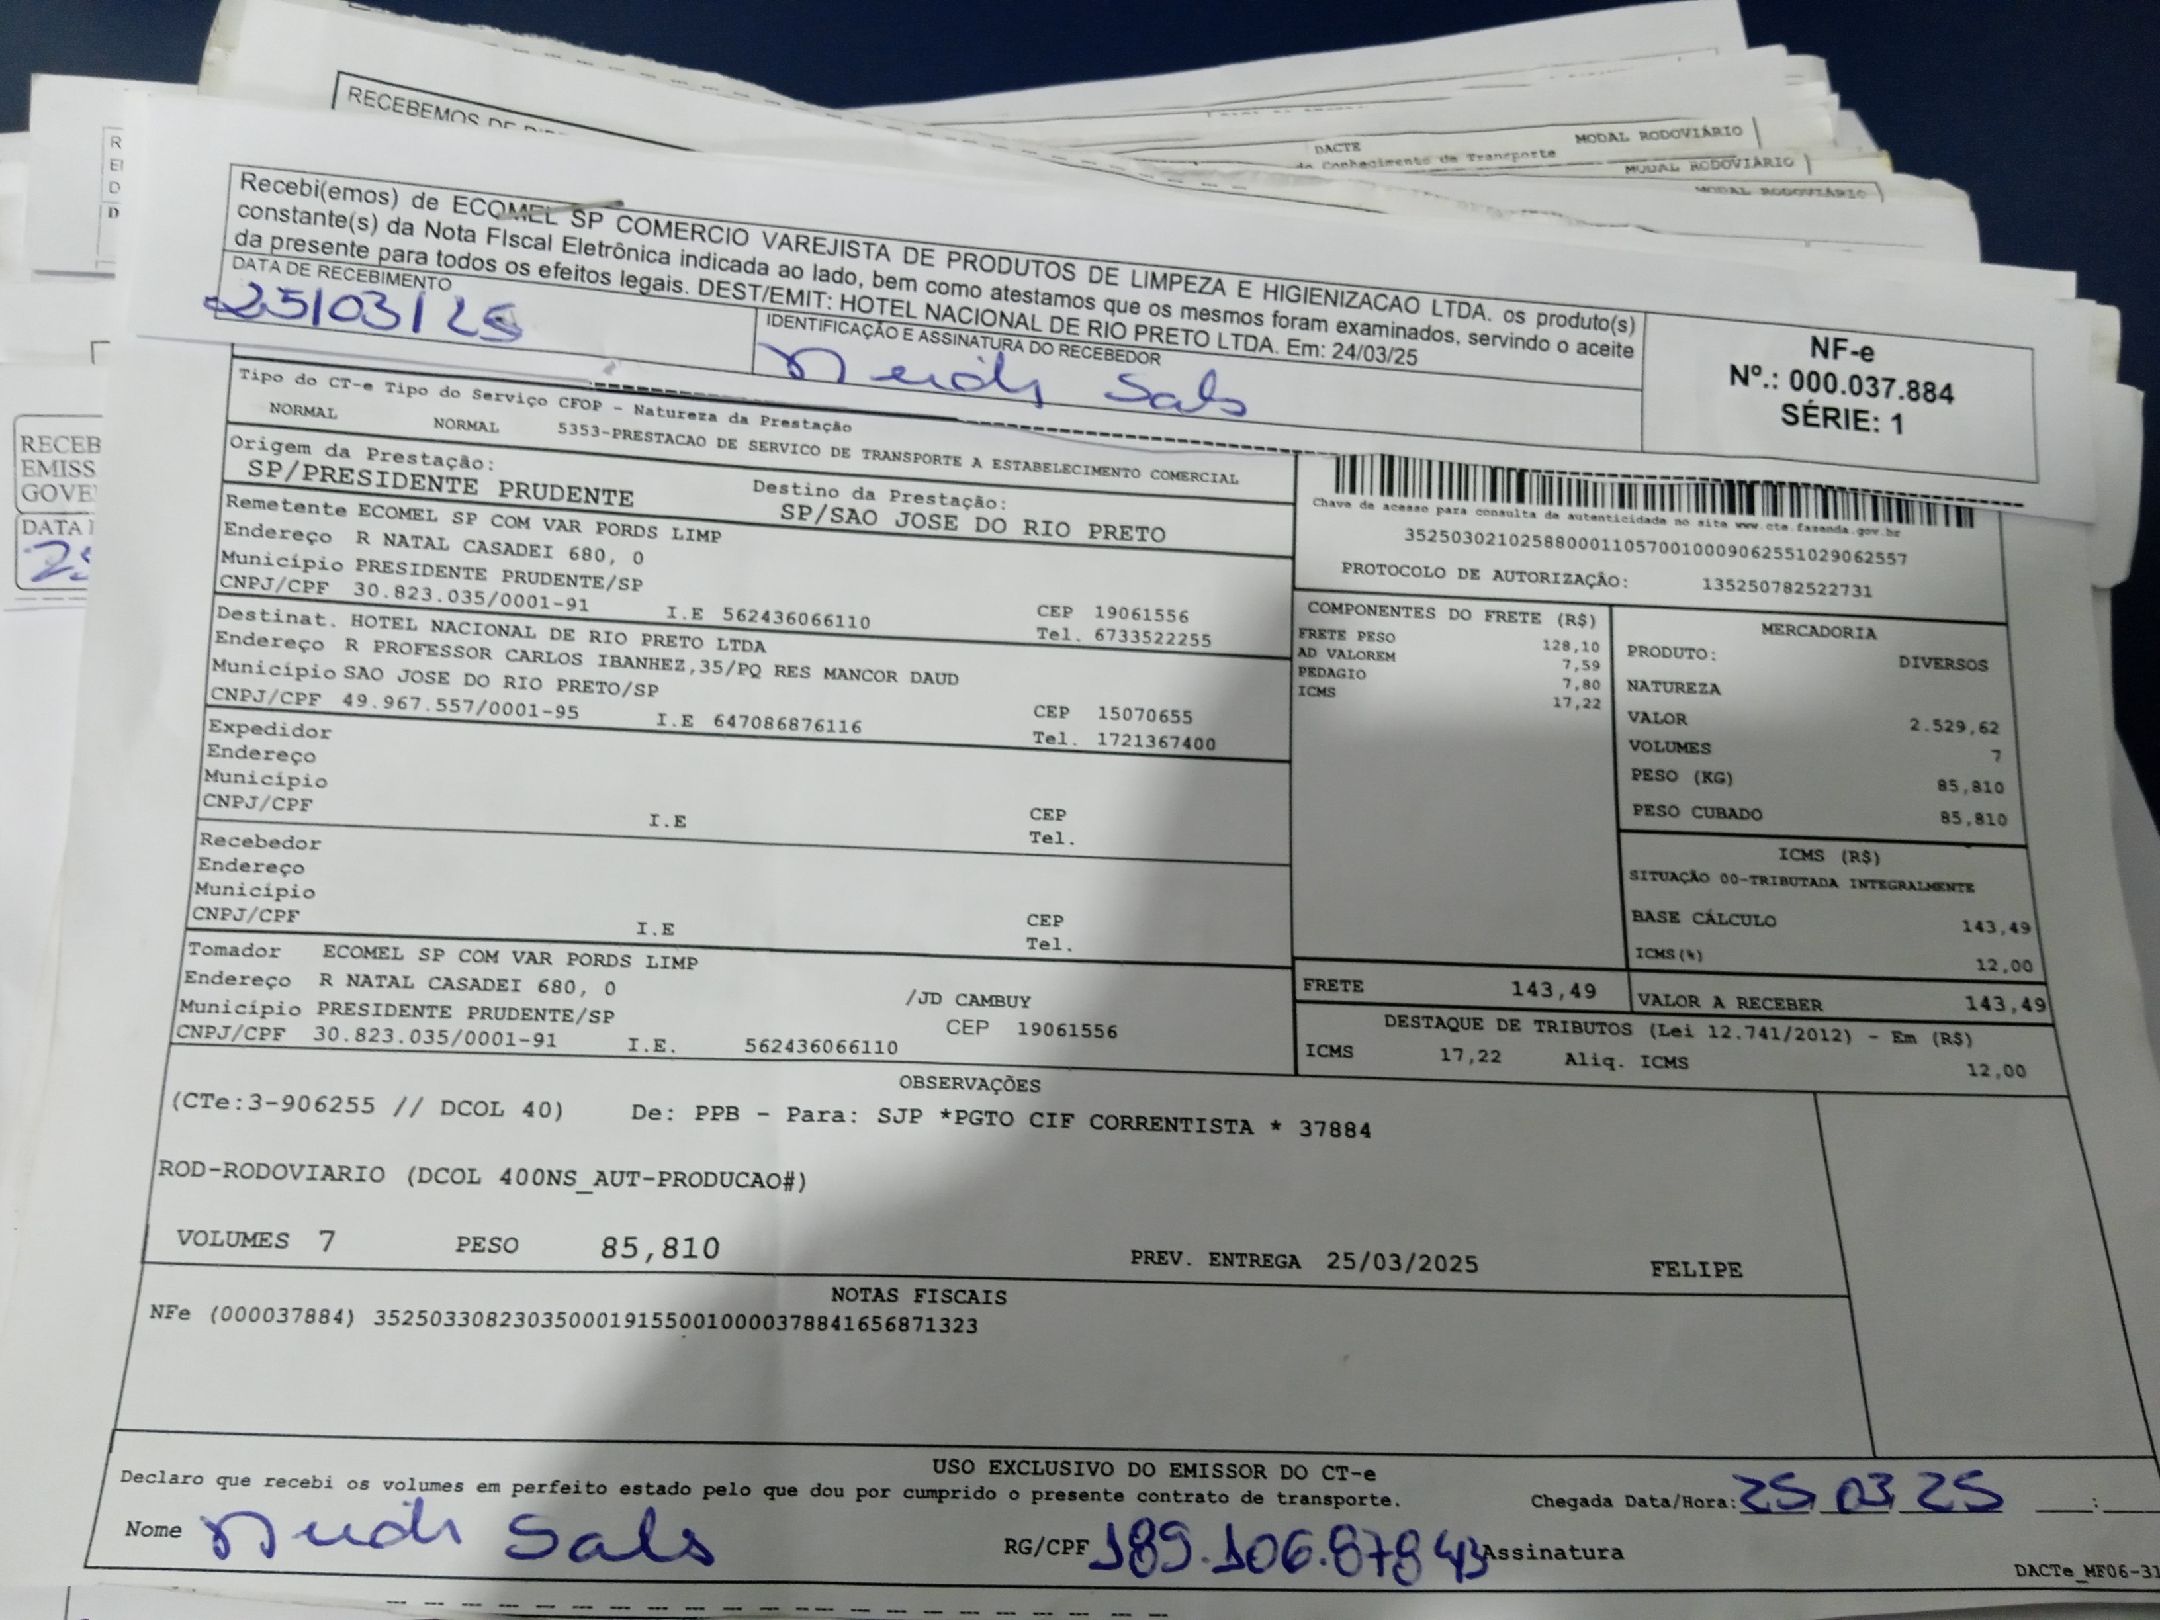 RECEBEMOS DE
DACTE
MODAL RODOVIÁRIO
do Conhecimento de Transporte
MODAL RODOVIÁRIO
MODAL RODOVIÁRIO
Recebi(emos) de ECOMEL SP COMERCIO VAREJISTA DE PRODUTOS DE LIMPEZA E HIGIENIZACAO LTDA. os produto(s)
constante(s) da Nota FIscal Eletrônica indicada ao lado, bem como atestamos que os mesmos foram examinados, servindo o aceite
da presente para todos os efeitos legais. DEST/EMIT: HOTEL NACIONAL DE RIO PRETO LTDA. Em: 24/03/25
DATA DE RECEBIMENTO
25/03/25
IDENTIFICAÇÃO E ASSINATURA DO RECEBEDOR
NF-e
Nº.: 000.037.884
SÉRIE: 1
RECEB
EMISS
GOVE
DATA
Tipo do CT-e Tipo do Serviço CFOP - Natureza da Prestação
NORMAL NORMAL 5353-PRESTACAO DE SERVICO DE TRANSPORTE A ESTABELECIMENTO COMERCIAL
Origem da Prestação: Destino da Prestação:
SP/PRESIDENTE PRUDENTE SP/SAO JOSE DO RIO PRETO
Remetente ECOMEL SP COM VAR PORDS LIMP
Endereço R NATAL CASADEI 680, 0
Município PRESIDENTE PRUDENTE/SP CEP 19061556
CNPJ/CPF 30.823.035/0001-91 I.E 562436066110 Tel. 6733522255
Destinat. HOTEL NACIONAL DE RIO PRETO LTDA
Endereço R PROFESSOR CARLOS IBANHEZ,35/PQ RES MANCOR DAUD
Município SAO JOSE DO RIO PRETO/SP CEP 15070655
CNPJ/CPF 49.967.557/0001-95 I.E 647086876116 Tel. 1721367400
Expedidor
Endereço
Município CEP
CNPJ/CPF I.E Tel.
Recebedor
Endereço
Município CEP
CNPJ/CPF I.E Tel.
Tomador ECOMEL SP COM VAR PORDS LIMP
Endereço R NATAL CASADEI 680, 0 /JD CAMBUY
Município PRESIDENTE PRUDENTE/SP CEP 19061556
CNPJ/CPF 30.823.035/0001-91 I.E. 562436066110
Chave de acesso para consulta de autenticidade no site www.cte.fazenda.gov.br
35250302102588000110570010009062551029062557
PROTOCOLO DE AUTORIZAÇÃO: 135250782522731
COMPONENTES DO FRETE (R$)
FRETE PESO 128,10
AD VALOREM 7,59
PEDAGIO 7,80
ICMS 17,22
MERCADORIA
PRODUTO: DIVERSOS
NATUREZA
VALOR 2.529,62
VOLUMES 7
PESO (KG) 85,810
PESO CUBADO 85,810
ICMS (R$)
SITUAÇÃO 00-TRIBUTADA INTEGRALMENTE
BASE CÁLCULO 143,49
ICMS(%) 12,00
FRETE 143,49 VALOR A RECEBER 143,49
DESTAQUE DE TRIBUTOS (Lei 12.741/2012) - Em (R$)
ICMS 17,22 Aliq. ICMS 12,00
OBSERVAÇÕES
(CTe:3-906255 // DCOL 40) De: PPB - Para: SJP *PGTO CIF CORRENTISTA * 37884
ROD-RODOVIARIO (DCOL 400NS_AUT-PRODUCAO#)
VOLUMES 7 PESO 85,810 PREV. ENTREGA 25/03/2025 FELIPE
NOTAS FISCAIS
NFe (000037884) 35250330823035000191550010000378841656871323
USO EXCLUSIVO DO EMISSOR DO CT-e
Declaro que recebi os volumes em perfeito estado pelo que dou por cumprido o presente contrato de transporte.
Chegada Data/Hora: 25 03 25 :
Nome RG/CPF 189.106.878 43 Assinatura
DACTe_MF06-31